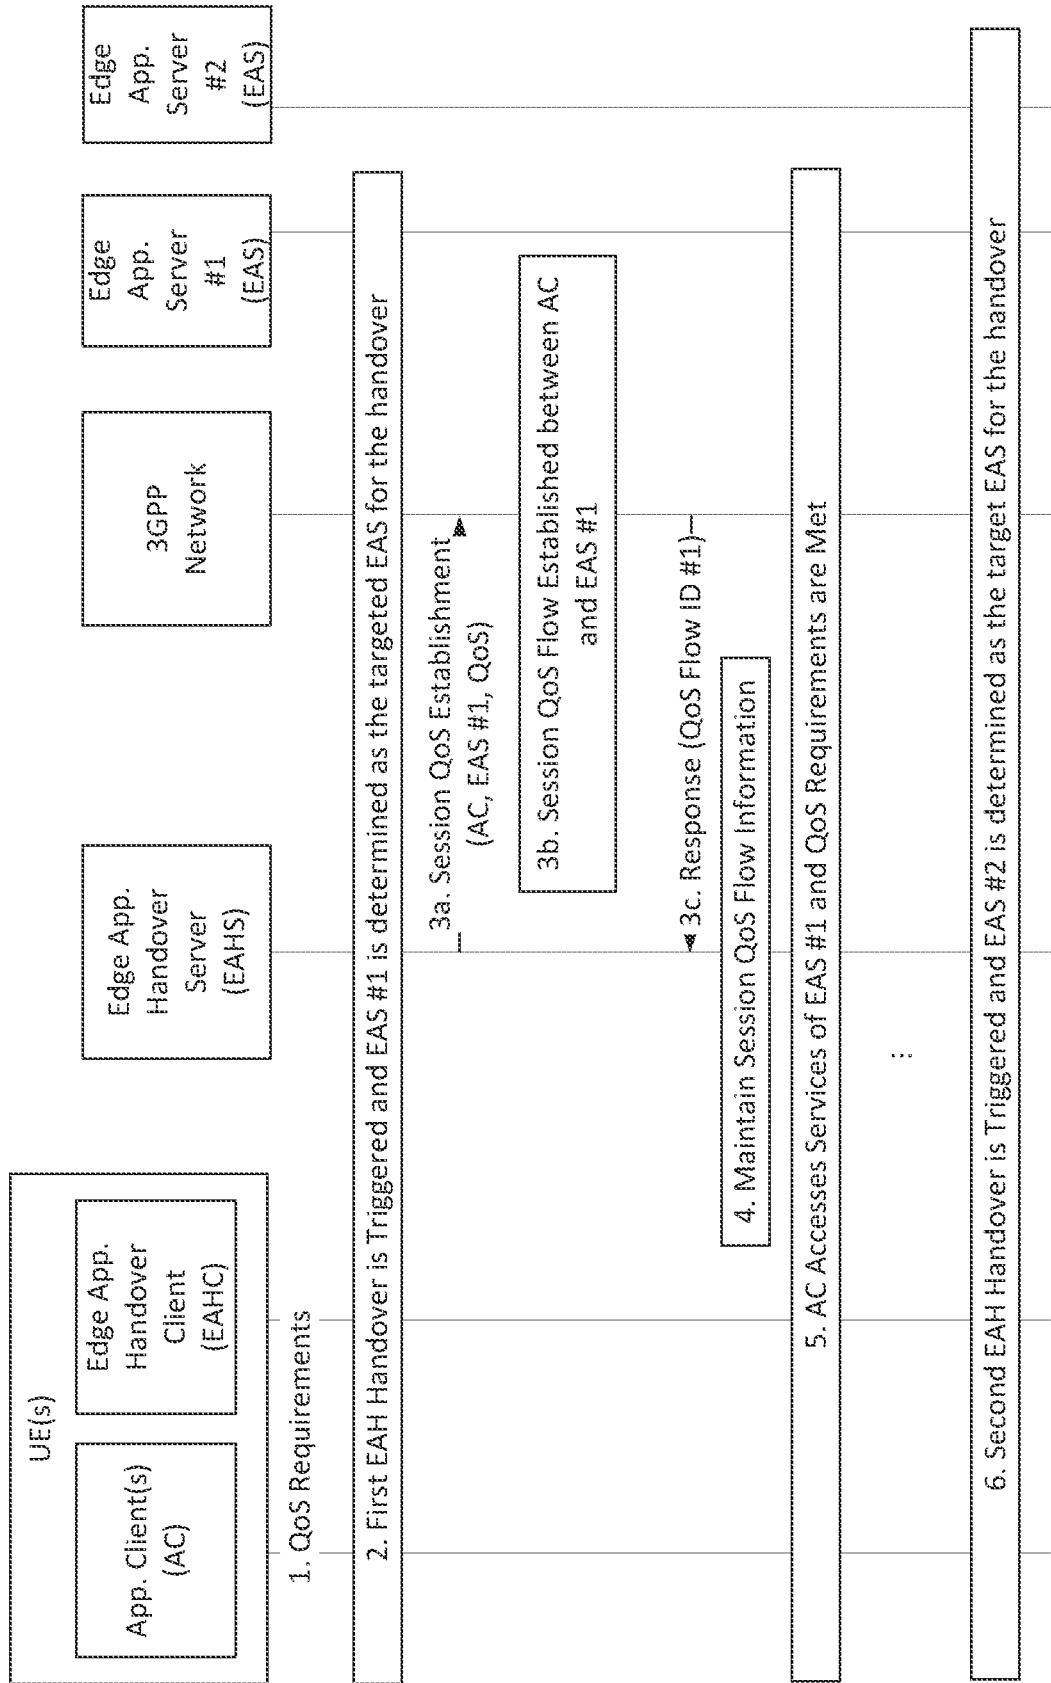 UE(s)
App. Client(s)
(AC)
Edge App.
Handover
Client
(EAHC)
Edge App.
Handover
Server
(EAHS)
3GPP
Network
Edge
App.
Server
#1
(EAS)
Edge
App.
Server
#2
(EAS)
1. QoS Requirements
2. First EAH Handover is Triggered and EAS #1 is determined as the targeted EAS for the handover
3a. Session QoS Establishment
(AC, EAS #1, QoS)
3b. Session QoS Flow Established between AC
and EAS #1
3c. Response (QoS Flow ID #1)
4. Maintain Session QoS Flow Information
5. AC Accesses Services of EAS #1 and QoS Requirements are Met
...
6. Second EAH Handover is Triggered and EAS #2 is determined as the target EAS for the handover